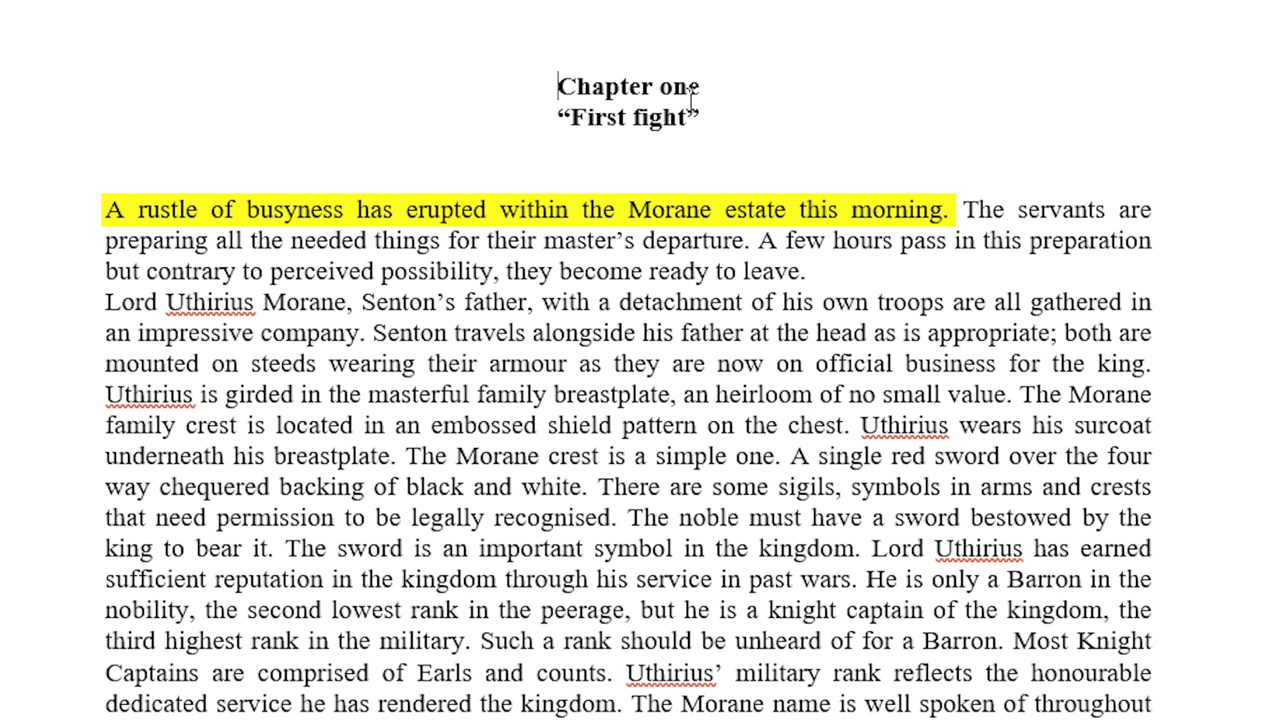 Chapter one
“First fight”
A rustle of busyness has erupted within the Morane estate this morning. The servants are
preparing all the needed things for their master’s departure. A few hours pass in this preparation
but contrary to perceived possibility, they become ready to leave.
Lord Uthirius Morane, Senton’s father, with a detachment of his own troops are all gathered in
an impressive company. Senton travels alongside his father at the head as is appropriate; both are
mounted on steeds wearing their armour as they are now on official business for the king.
Uthirius is girded in the masterful family breastplate, an heirloom of no small value. The Morane
family crest is located in an embossed shield pattern on the chest. Uthirius wears his surcoat
underneath his breastplate. The Morane crest is a simple one. A single red sword over the four
way chequered backing of black and white. There are some sigils, symbols in arms and crests
that need permission to be legally recognised. The noble must have a sword bestowed by the
king to bear it. The sword is an important symbol in the kingdom. Lord Uthirius has earned
sufficient reputation in the kingdom through his service in past wars. He is only a Barron in the
nobility, the second lowest rank in the peerage, but he is a knight captain of the kingdom, the
third highest rank in the military. Such a rank should be unheard of for a Barron. Most Knight
Captains are comprised of Earls and counts. Uthirius’ military rank reflects the honourable
dedicated service he has rendered the kingdom. The Morane name is well spoken of throughout